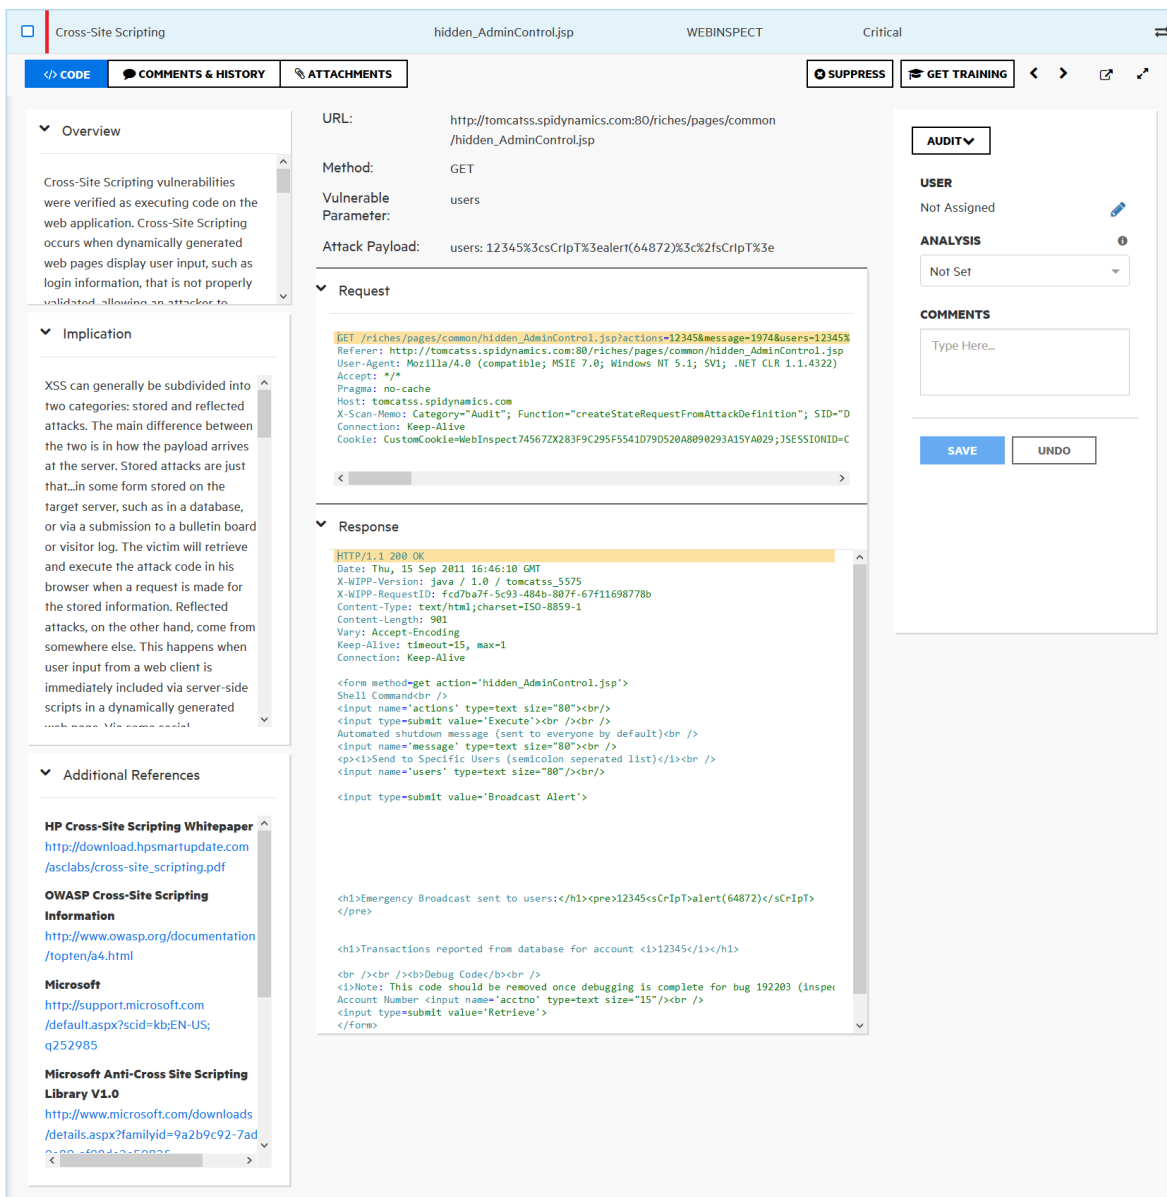 Cross-Site Scripting hidden_AdminControl.jsp WEBINSPECT Critical
</> CODE COMMENTS & HISTORY ATTACHMENTS SUPPRESS GET TRAINING
Overview
Cross-Site Scripting vulnerabilities
were verified as executing code on the
web application. Cross-Site Scripting
occurs when dynamically generated
web pages display user input, such as
login information, that is not properly
validated, allowing an attacker to
Implication
XSS can generally be subdivided into
two categories: stored and reflected
attacks. The main difference between
the two is in how the payload arrives
at the server. Stored attacks are just
that...in some form stored on the
target server, such as in a database,
or via a submission to a bulletin board
or visitor log. The victim will retrieve
and execute the attack code in his
browser when a request is made for
the stored information. Reflected
attacks, on the other hand, come from
somewhere else. This happens when
user input from a web client is
immediately included via server-side
scripts in a dynamically generated
web page. Via some social
Additional References
HP Cross-Site Scripting Whitepaper
http://download.hpsmartupdate.com
/asclabs/cross-site_scripting.pdf
OWASP Cross-Site Scripting
Information
http://www.owasp.org/documentation
/topten/a4.html
Microsoft
http://support.microsoft.com
/default.aspx?scid=kb;EN-US;
q252985
Microsoft Anti-Cross Site Scripting
Library V1.0
http://www.microsoft.com/downloads
/details.aspx?familyid=9a2b9c92-7ad
URL: http://tomcatss.spidynamics.com:80/riches/pages/common
/hidden_AdminControl.jsp
Method: GET
Vulnerable
Parameter: users
Attack Payload: users: 12345%3csCrIpT%3ealert(64872)%3c%2fsCrIpT%3e
Request
GET /riches/pages/common/hidden_AdminControl.jsp?actions=12345&message=1974&users=12345%
Referer: http://tomcatss.spidynamics.com:80/riches/pages/common/hidden_AdminControl.jsp
User-Agent: Mozilla/4.0 (compatible; MSIE 7.0; Windows NT 5.1; SV1; .NET CLR 1.1.4322)
Accept: */*
Pragma: no-cache
Host: tomcatss.spidynamics.com
X-Scan-Memo: Category="Audit"; Function="createStateRequestFromAttackDefinition"; SID="D
Connection: Keep-Alive
Cookie: CustomCookie=WebInspect74567ZX283F9C295F5541D79D520A8090293A15YA029;JSESSIONID=C
Response
HTTP/1.1 200 OK
Date: Thu, 15 Sep 2011 16:46:10 GMT
X-WIPP-Version: java / 1.0 / tomcatss_5575
X-WIPP-RequestID: fcd7ba7f-5c93-484b-807f-67f11698778b
Content-Type: text/html;charset=ISO-8859-1
Content-Length: 901
Vary: Accept-Encoding
Keep-Alive: timeout=15, max=1
Connection: Keep-Alive
<form method=get action='hidden_AdminControl.jsp'>
Shell Command<br />
<input name='actions' type=text size="80"><br/>
<input type=submit value='Execute'><br /><br />
Automated shutdown message (sent to everyone by default)<br />
<input name='message' type=text size="80"><br />
<p><i>Send to Specific Users (semicolon seperated list)</i><br />
<input name='users' type=text size="80"/><br/>
<input type=submit value='Broadcast Alert'>
<h1>Emergency Broadcast sent to users:</h1><pre>12345<sCrIpT>alert(64872)</sCrIpT>
</pre>
<h1>Transactions reported from database for account <i>12345</i></h1>
<br /><br /><b>Debug Code</b><br />
<i>Note: This code should be removed once debugging is complete for bug 192203 (inspec
Account Number <input name='acctno' type=text size="15"/><br />
<input type=submit value='Retrieve'>
</form>
AUDIT
USER
Not Assigned
ANALYSIS
Not Set
COMMENTS
Type Here...
SAVE UNDO